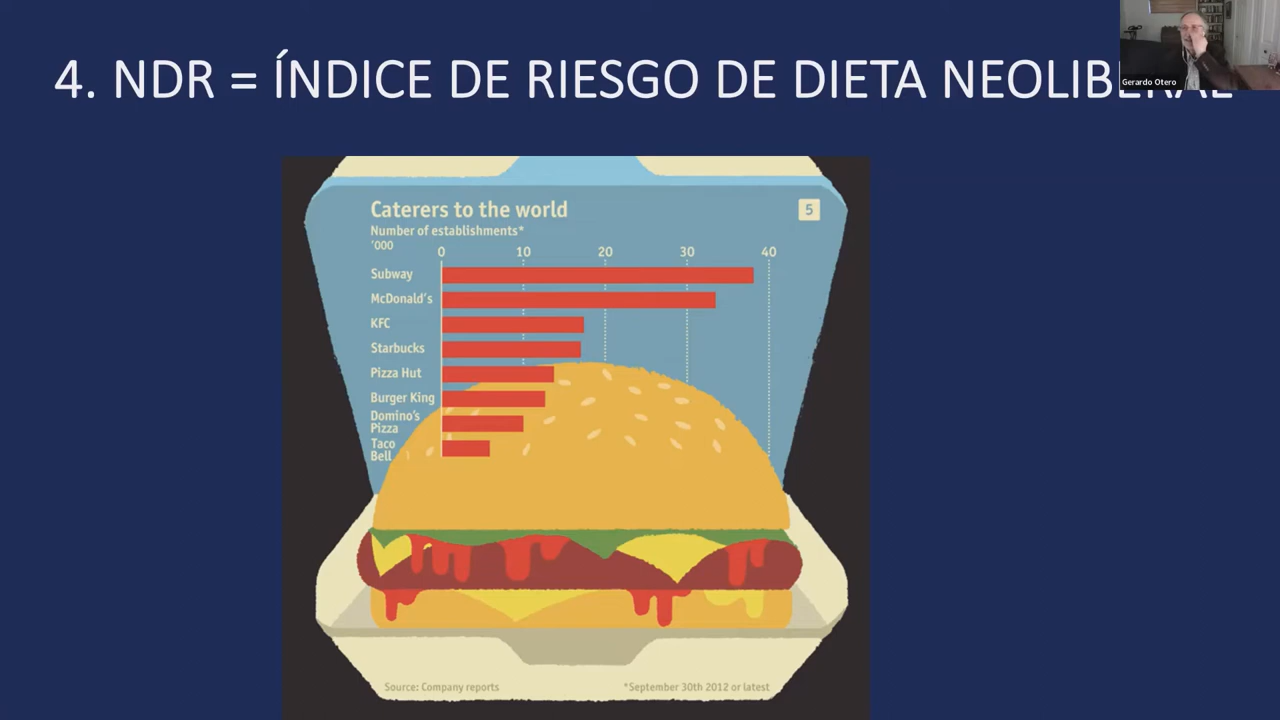 4. NDR = ÍNDICE DE RIESGO DE DIETA NEOLIBERAL
Gerardo Otero
Caterers to the world
5
Number of establishments*
'000
0 10 20 30 40
Subway
McDonald's
KFC
Starbucks
Pizza Hut
Burger King
Domino's
Pizza
Taco
Bell
Source: Company reports
*September 30th 2012 or latest